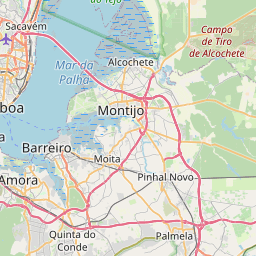 do Tejo
Sacavém
Campo
de Tiro
de Alcochete
Alcochete
Mar da
Palha
Montijo
boa
Barreiro
Moita
Amora
Pinhal Novo
Quinta do
Conde
Palmela